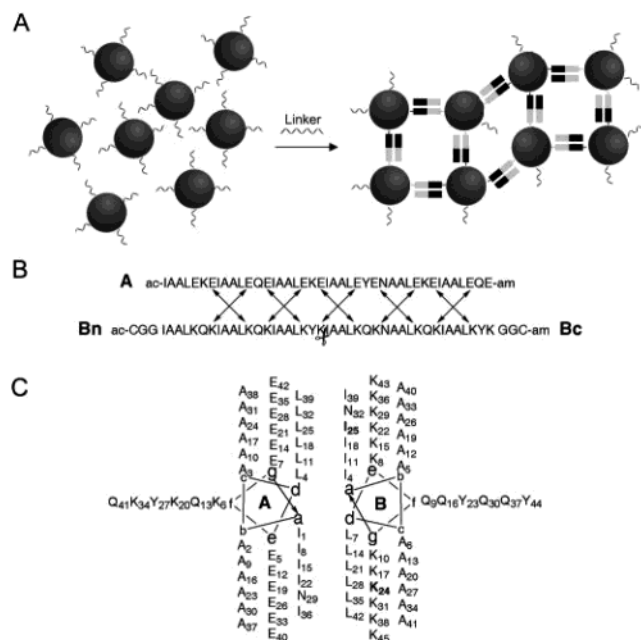 A
Linker
B
A ac-IAALEKEIAALEQEIAALEKEIAALEYENAALEKEIAALEQE-am
Bn ac-CGG IAALKQKIAALKQKIAALKYKIAALKQKNAALKQKIAALKYK GGC-am Bc
C
A38 E42 L39 I39 K43 A40
A31 E35 L32 N32 K36 A33
A24 E28 L25 I25 K29 A26
A17 E21 L18 I18 K22 A19
A10 E14 L11 I11 K15 A12
A3 E7 L4 I4 K8 A5
c g d a e b
Q41K34Y27K20Q13K6f A B f Q9Q16Y23Q30Q37Y44
b e a d g c
A2 E5 I1 L7 K10 A6
A9 E12 I8 L14 K17 A13
A16 E19 I15 L21 K24 A20
A23 E26 I22 L28 K31 A27
A30 E33 N29 L35 K38 A34
A37 E40 I36 L42 K45 A41